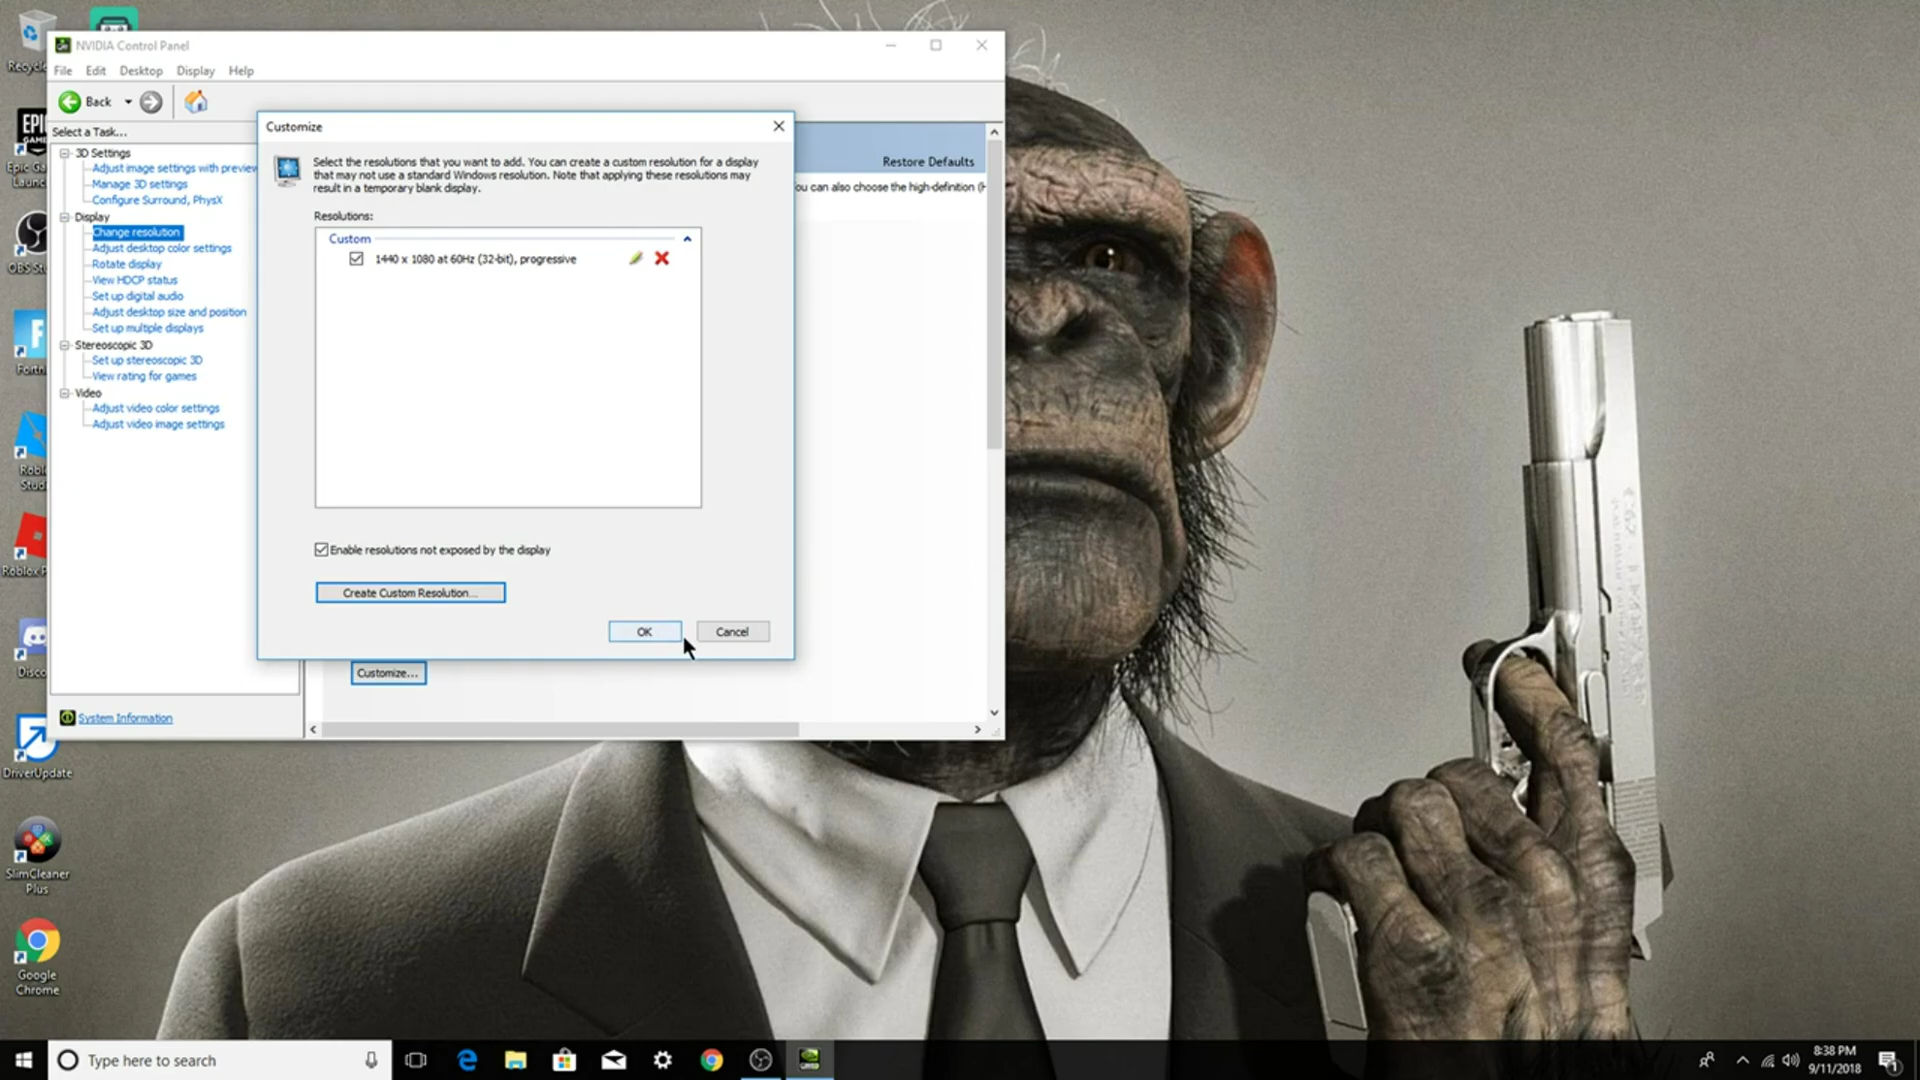 NVIDIA Control Panel
File Edit Desktop Display Help
Back
Select a Task...
3D Settings
Adjust image settings with preview
Manage 3D settings
Configure Surround, PhysX
Display
Change resolution
Adjust desktop color settings
Rotate display
View HDCP status
Set up digital audio
Adjust desktop size and position
Set up multiple displays
Stereoscopic 3D
Set up stereoscopic 3D
View rating for games
Video
Adjust video color settings
Adjust video image settings
System Information
Customize
Select the resolutions that you want to add. You can create a custom resolution for a display
that may not use a standard Windows resolution. Note that applying these resolutions may
result in a temporary blank display.
Resolutions:
Custom
1440 x 1080 at 60Hz (32-bit), progressive
Enable resolutions not exposed by the display
Create Custom Resolution...
OK Cancel
Customize...
Restore Defaults
ou can also choose the high-definition (H
Recycle
EPIC
GAMES
Epic Ga
Launc
OBS Stu
F
Fortn
Robl
Stud
Roblox P
Disco
DriverUpdate
SlimCleaner
Plus
Google
Chrome
Type here to search
8:38 PM
9/11/2018
1